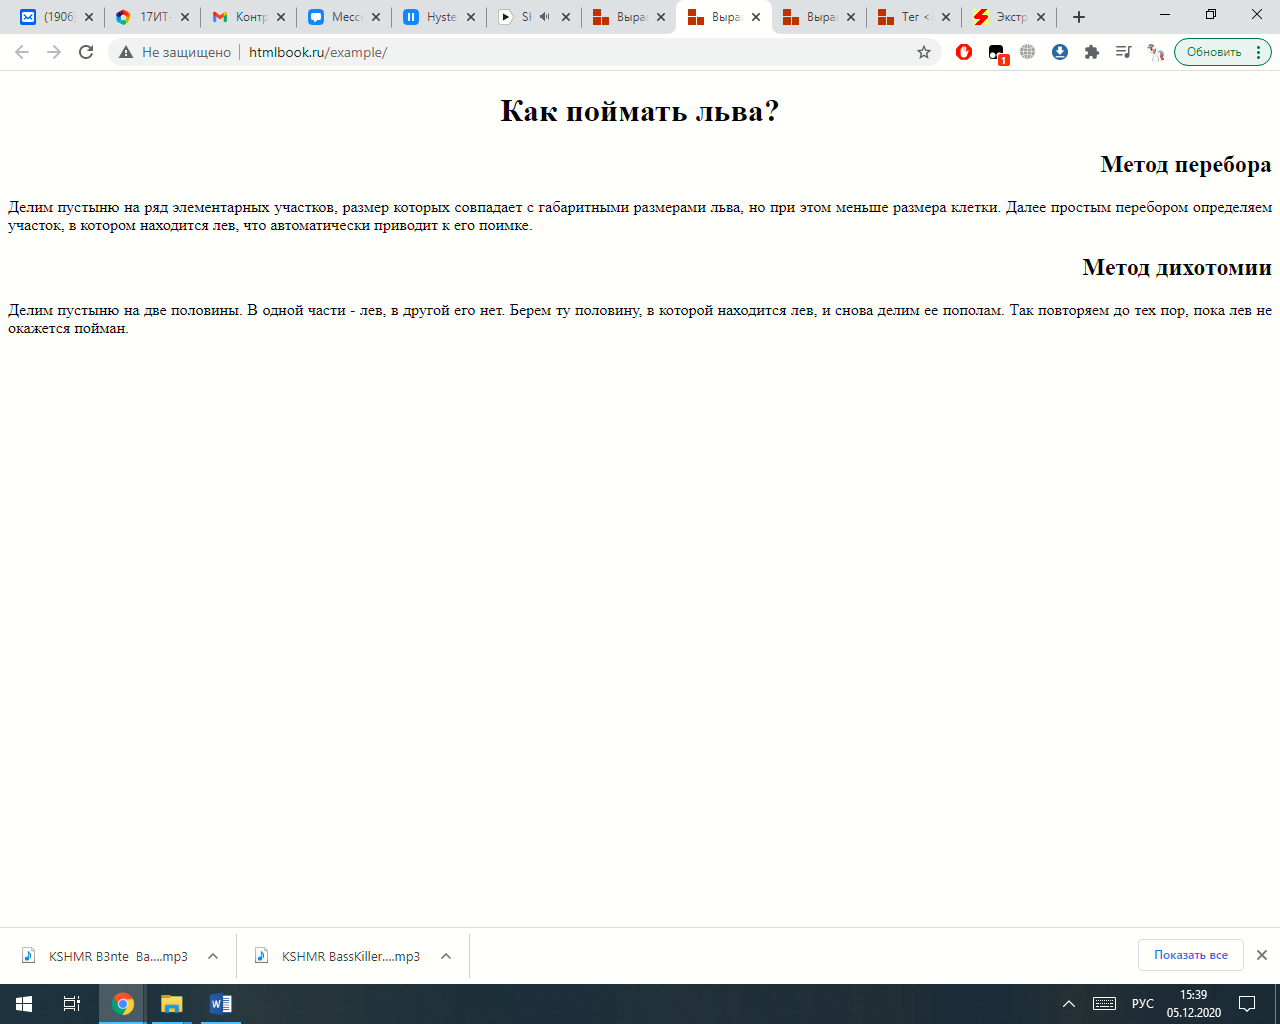 (1906) 17ИТ- Контр Мессе Hyste Sh Выра Выра Выра Тег < Экстр
Не защищено htmlbook.ru/example/ 1 Обновить
Как поймать льва?
Метод перебора
Делим пустыню на ряд элементарных участков, размер которых совпадает с габаритными размерами льва, но при этом меньше размера клетки. Далее простым перебором определяем
участок, в котором находится лев, что автоматически приводит к его поимке.
Метод дихотомии
Делим пустыню на две половины. В одной части - лев, в другой его нет. Берем ту половину, в которой находится лев, и снова делим ее пополам. Так повторяем до тех пор, пока лев не
окажется пойман.
KSHMR B3nte Ba....mp3 KSHMR BassKiller....mp3 Показать все
РУС 15:39
05.12.2020